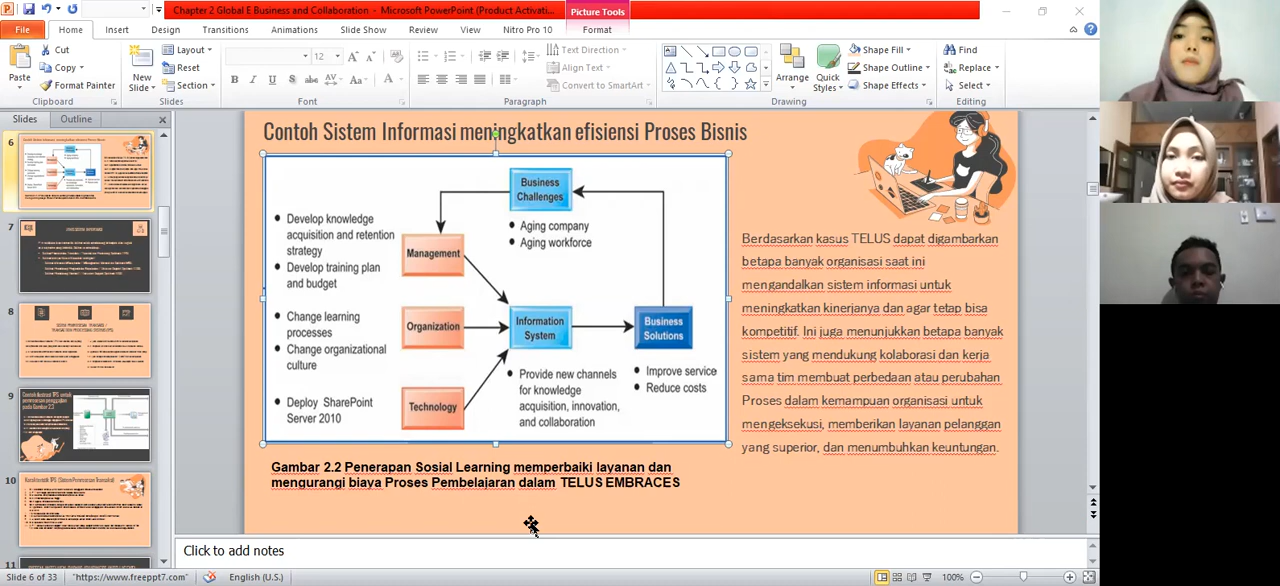 Chapter 2 Global E Business and Collaboration - Microsoft PowerPoint (Product Activati...
Picture Tools
File
Home
Insert
Design
Transitions
Animations
Slide Show
Review
View
Nitro Pro 10
Format
Paste
Cut
Copy
Format Painter
Clipboard
New
Slide
Layout
Reset
Section
Slides
12
Font
Text Direction
Align Text
Convert to SmartArt
Paragraph
Arrange
Quick
Styles
Shape Fill
Shape Outline
Shape Effects
Drawing
Find
Replace
Select
Editing
Slides
Outline
6
7
8
9
10
11
Contoh Sistem Informasi meningkatkan efisiensi Proses Bisnis
Business
Challenges
• Aging company
• Aging workforce
• Develop knowledge
acquisition and retention
strategy
• Develop training plan
and budget
Management
• Change learning
processes
• Change organizational
culture
Organization
• Deploy SharePoint
Server 2010
Technology
Information
System
• Provide new channels
for knowledge
acquisition, innovation,
and collaboration
Business
Solutions
• Improve service
• Reduce costs
Gambar 2.2 Penerapan Sosial Learning memperbaiki layanan dan
mengurangi biaya Proses Pembelajaran dalam TELUS EMBRACES
Berdasarkan kasus TELUS dapat digambarkan
betapa banyak organisasi saat ini
mengandalkan sistem informasi untuk
meningkatkan kinerjanya dan agar tetap bisa
kompetitif. Ini juga menunjukkan betapa banyak
sistem yang mendukung kolaborasi dan kerja
sama tim membuat perbedaan atau perubahan
Proses dalam kemampuan organisasi untuk
mengeksekusi, memberikan layanan pelanggan
yang superior, dan menumbuhkan keuntungan.
Click to add notes
Slide 6 of 33
"https://www.freeppt7.com"
English (U.S.)
100%